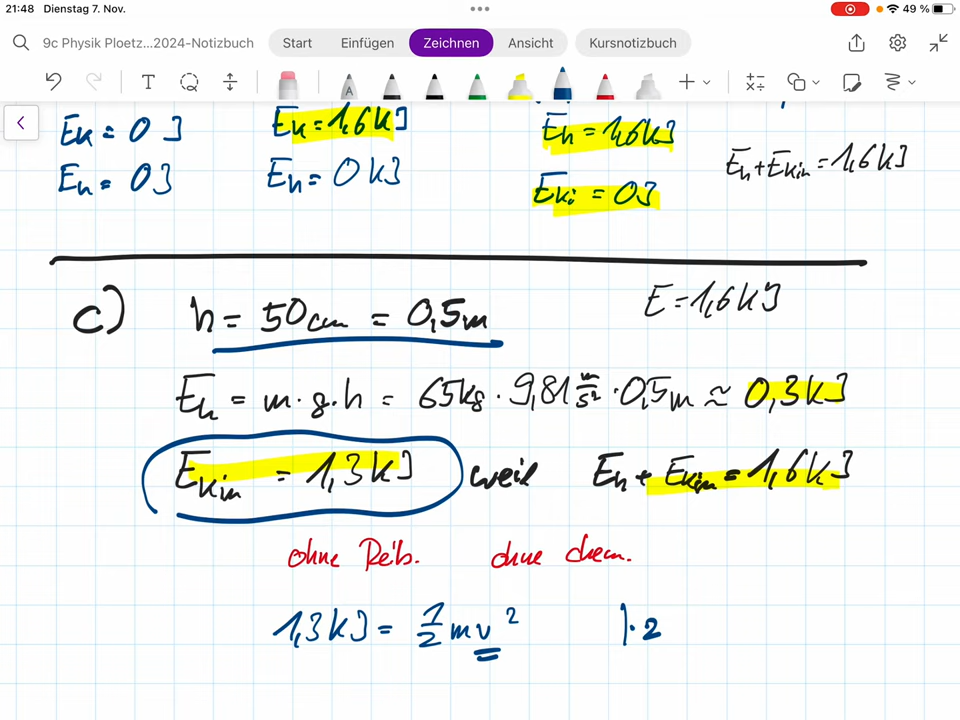 21:48 Dienstag 7. Nov.
49 %
9c Physik Ploetz...2024-Notizbuch Start Einfügen Zeichnen Ansicht Kursnotizbuch
Ek = 0 J Ek = 1,6 kJ Eh = 1,6 kJ Eh + Ekin = 1,6 kJ
Eh = 0 J Eh = 0 kJ Eki = 0 J
c) h = 50 cm = 0,5 m E = 1,6 kJ
Eh = m · g · h = 65 kg · 9,81 m/s² · 0,5 m ≈ 0,3 kJ
Ekin = 1,3 kJ weil Eh + Ekin = 1,6 kJ
ohne Reib. ohne chem.
1,3 kJ = 1/2 mv² |· 2